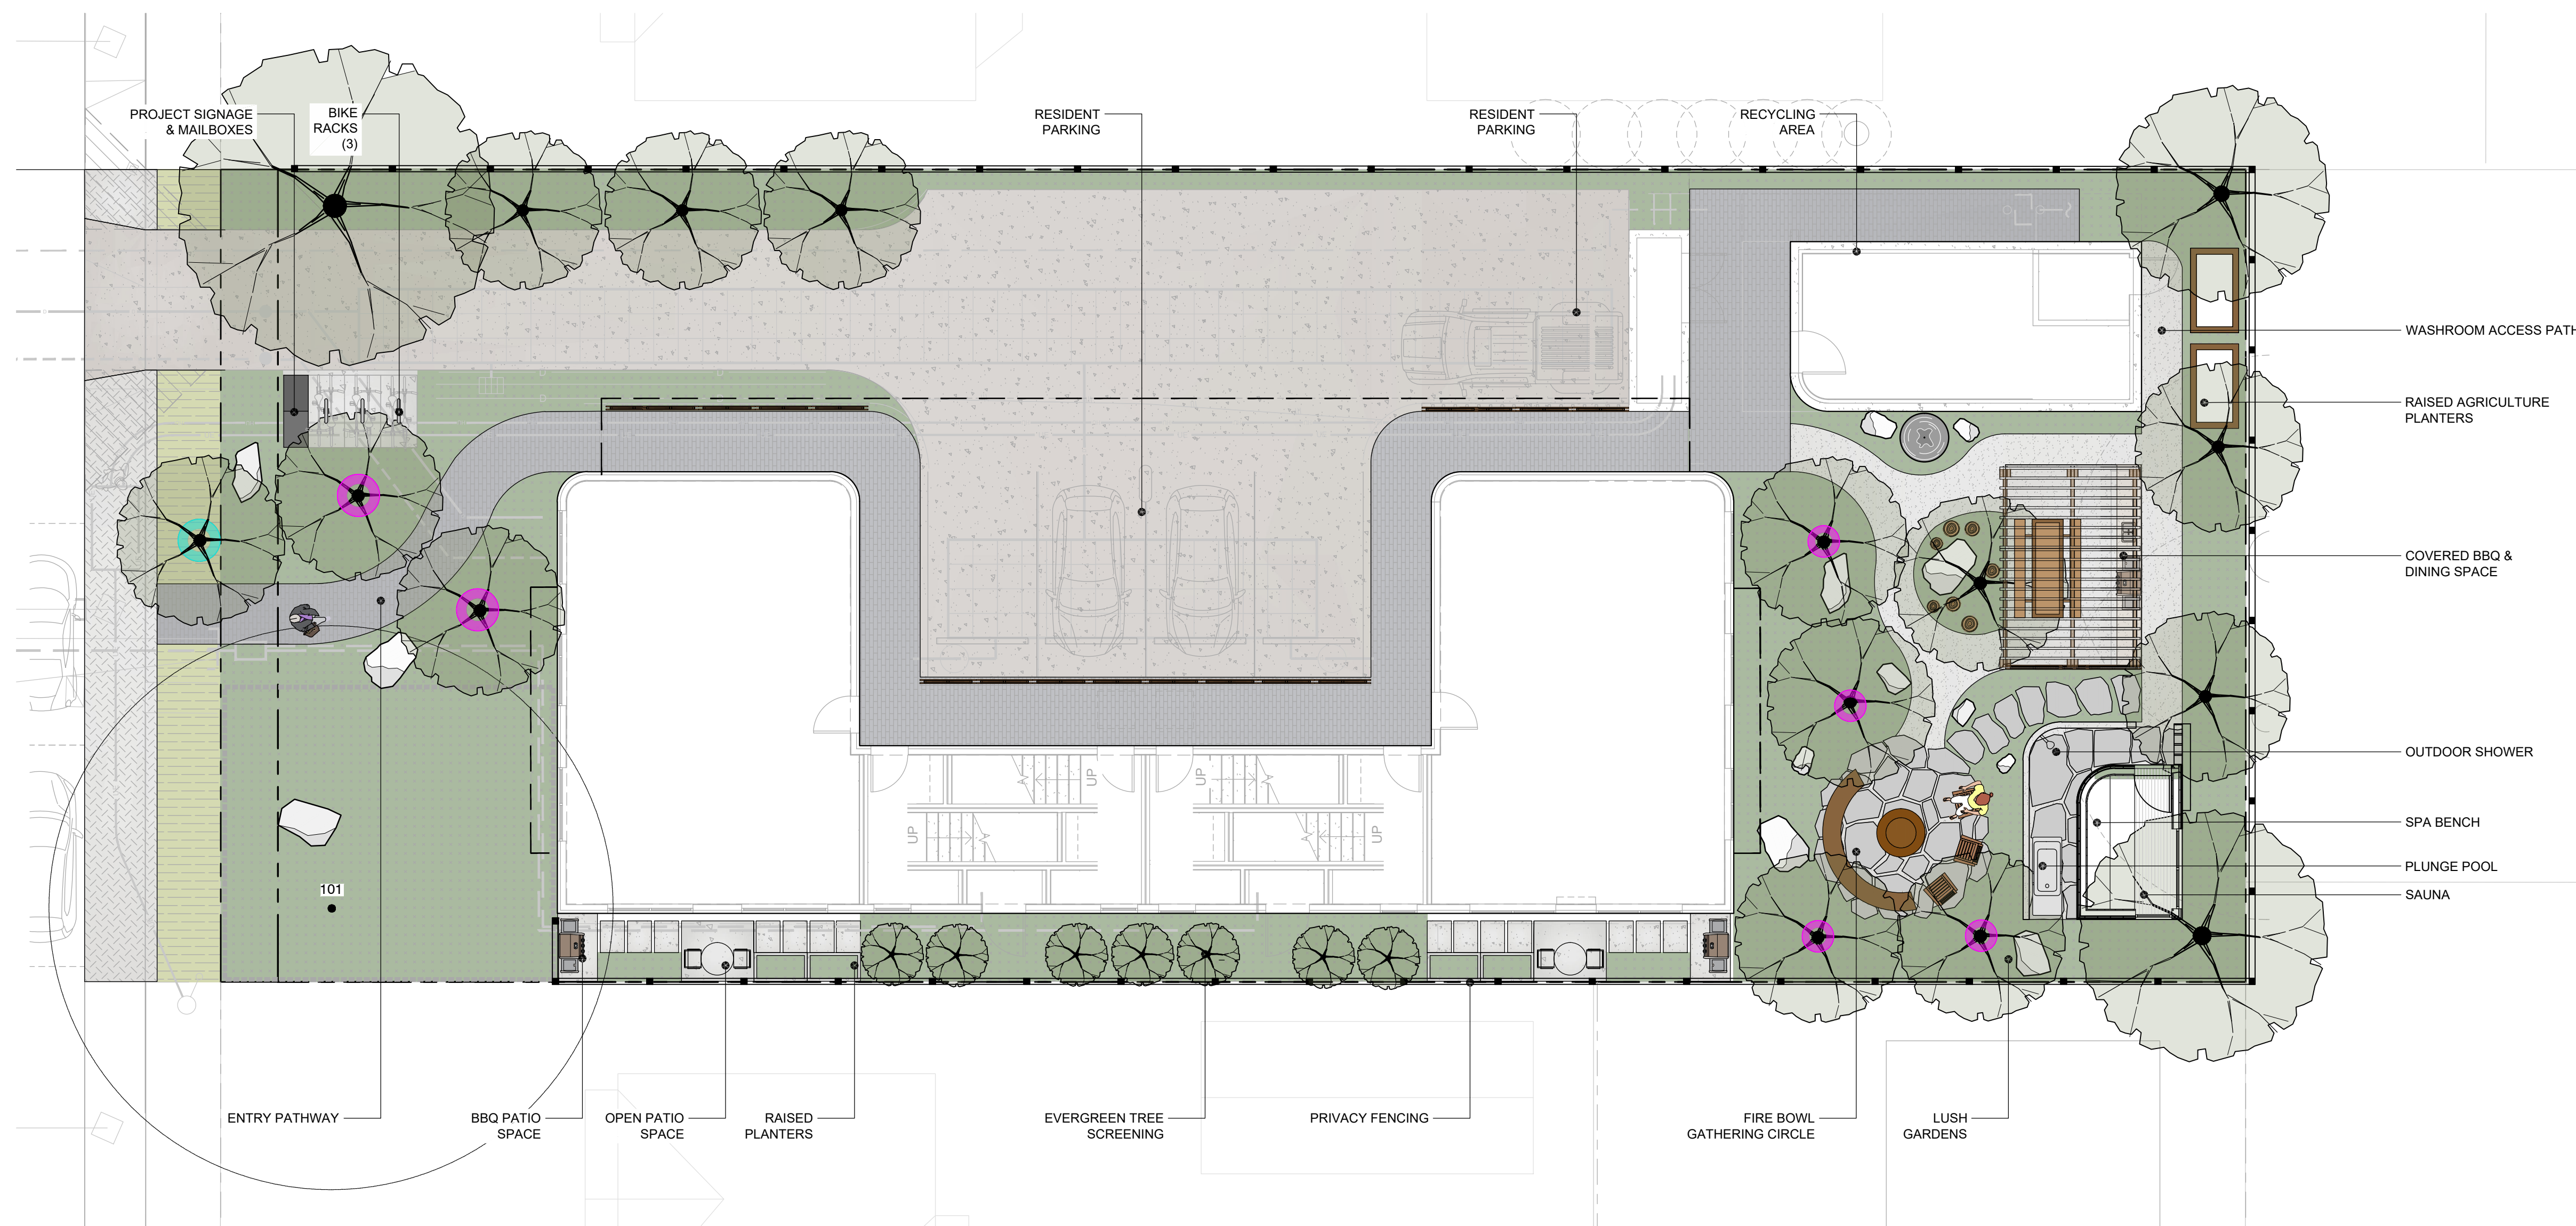 PROJECT SIGNAGE
& MAILBOXES
BIKE
RACKS
(3)
RESIDENT
PARKING
RESIDENT
PARKING
RECYCLING
AREA
WASHROOM ACCESS PATH
RAISED AGRICULTURE
PLANTERS
COVERED BBQ &
DINING SPACE
OUTDOOR SHOWER
SPA BENCH
PLUNGE POOL
SAUNA
UP
UP
UP
UP
101
ENTRY PATHWAY
BBQ PATIO
SPACE
OPEN PATIO
SPACE
RAISED
PLANTERS
EVERGREEN TREE
SCREENING
PRIVACY FENCING
FIRE BOWL
GATHERING CIRCLE
LUSH
GARDENS